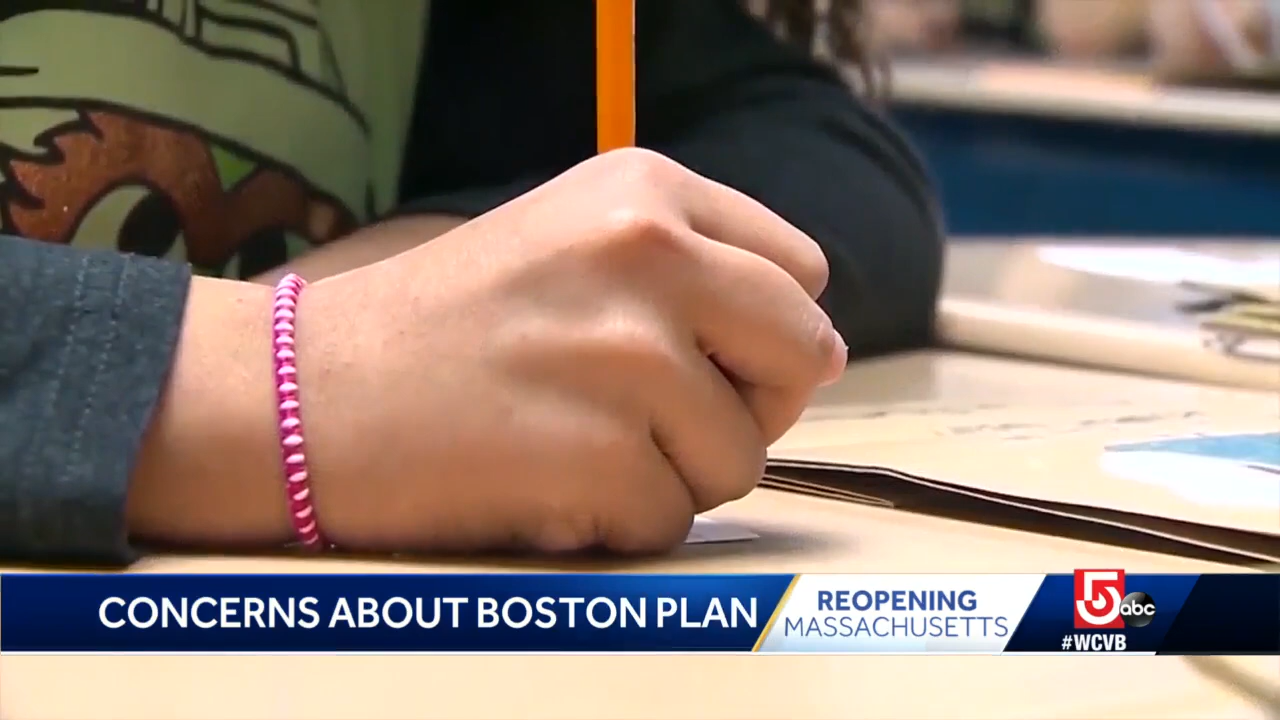 CONCERNS ABOUT BOSTON PLAN
REOPENING
MASSACHUSETTS
5
abc
#WCVB